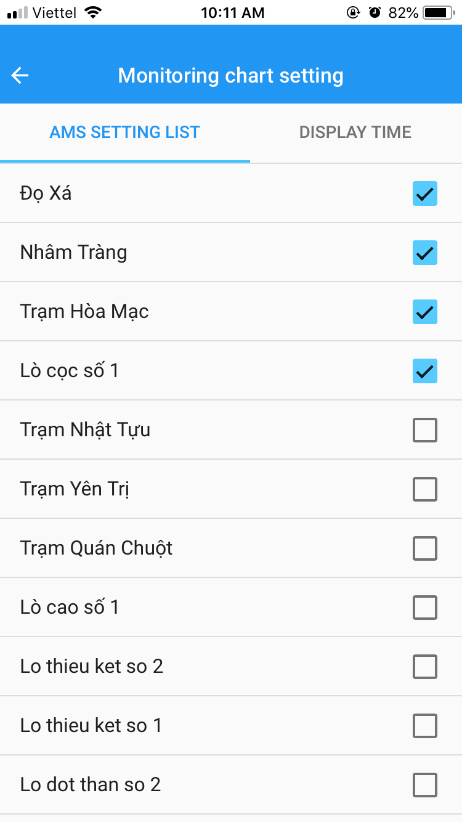 Viettel 10:11 AM 82%
Monitoring chart setting
AMS SETTING LIST DISPLAY TIME
Đọ Xá
Nhâm Tràng
Trạm Hòa Mạc
Lò cọc số 1
Trạm Nhật Tựu
Trạm Yên Trị
Trạm Quán Chuột
Lò cao số 1
Lo thieu ket so 2
Lo thieu ket so 1
Lo dot than so 2